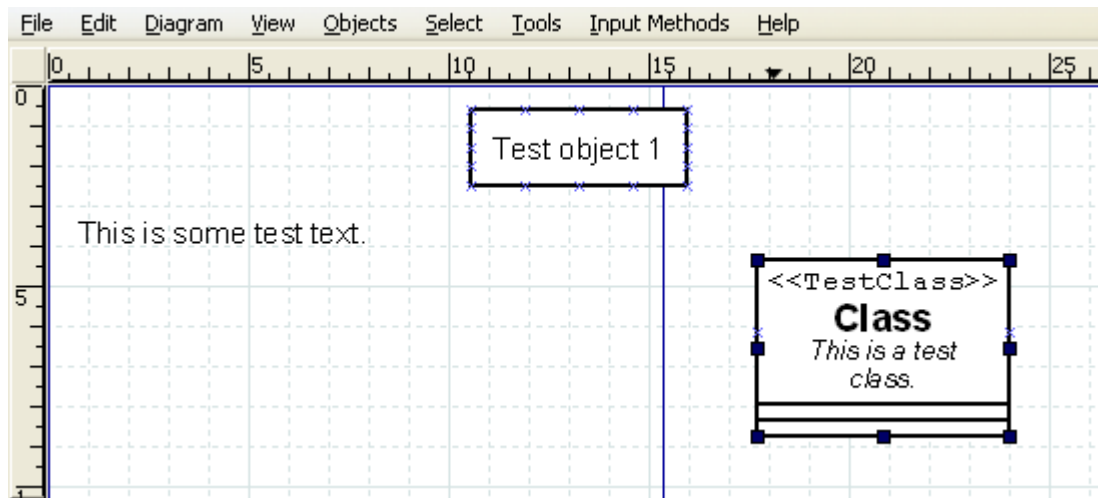 File Edit Diagram View Objects Select Tools Input Methods Help
0 5 10 15 20 25
0
Test object 1
This is some test text.
<<TestClass>>
5
Class
This is a test
class.
1